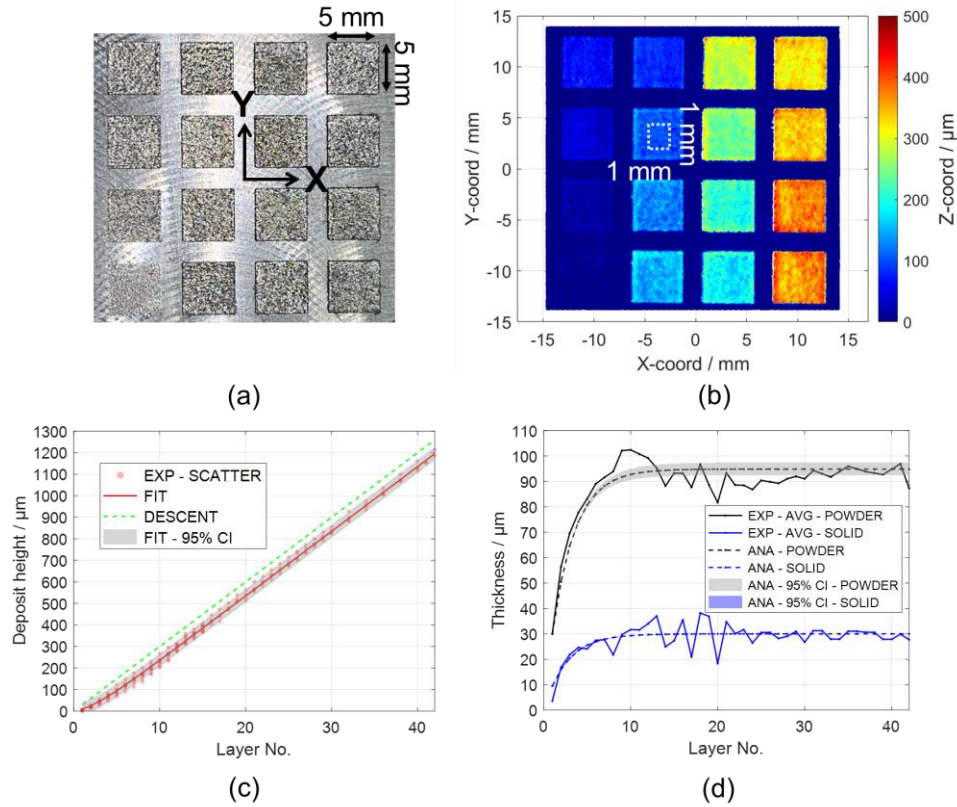 5 mm
5 mm
Y
X
(a)
15
10
5
0
-5
-10
-15
Y-coord / mm
-15
-10
-5
0
5
10
15
X-coord / mm
1 mm
1 mm
500
400
300
200
100
0
Z-coord / µm
(b)
1300
1200
1100
1000
900
800
700
600
500
400
300
200
100
0
Deposit height / µm
EXP - SCATTER
FIT
DESCENT
FIT - 95% CI
0
10
20
30
40
Layer No.
(c)
110
100
90
80
70
60
50
40
30
20
10
0
Thickness / µm
EXP - AVG - POWDER
EXP - AVG - SOLID
ANA - POWDER
ANA - SOLID
ANA - 95% CI - POWDER
ANA - 95% CI - SOLID
0
10
20
30
40
Layer No.
(d)